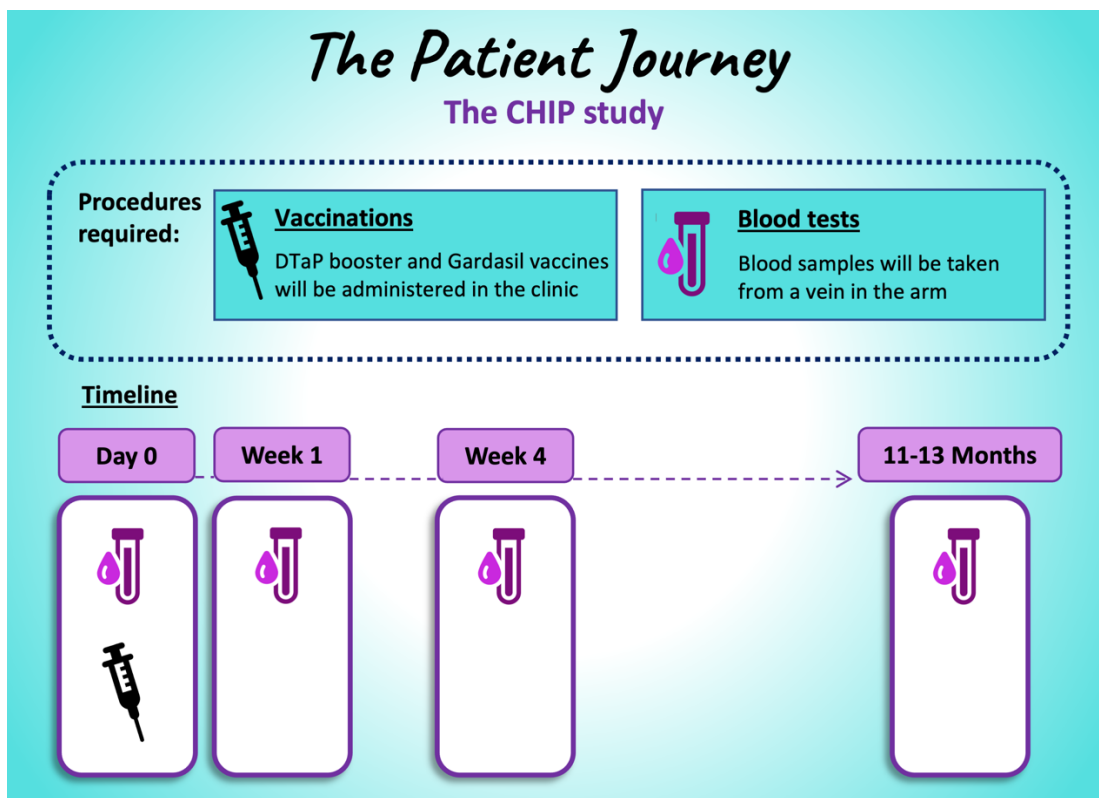 The Patient Journey
The CHIP study
Procedures
required:
Vaccinations
DTaP booster and Gardasil vaccines
will be administered in the clinic
Blood tests
Blood samples will be taken
from a vein in the arm
Timeline
Day 0
Week 1
Week 4
11-13 Months